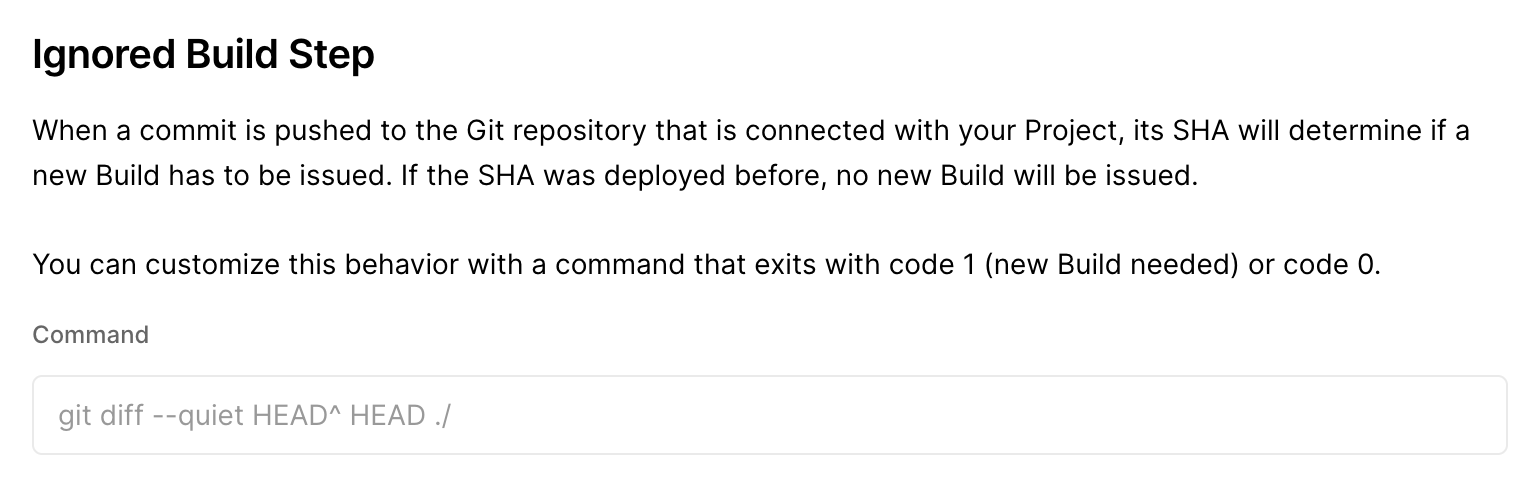 Ignored Build Step
When a commit is pushed to the Git repository that is connected with your Project, its SHA will determine if a
new Build has to be issued. If the SHA was deployed before, no new Build will be issued.
You can customize this behavior with a command that exits with code 1 (new Build needed) or code 0.
Command
git diff --quiet HEAD^ HEAD ./